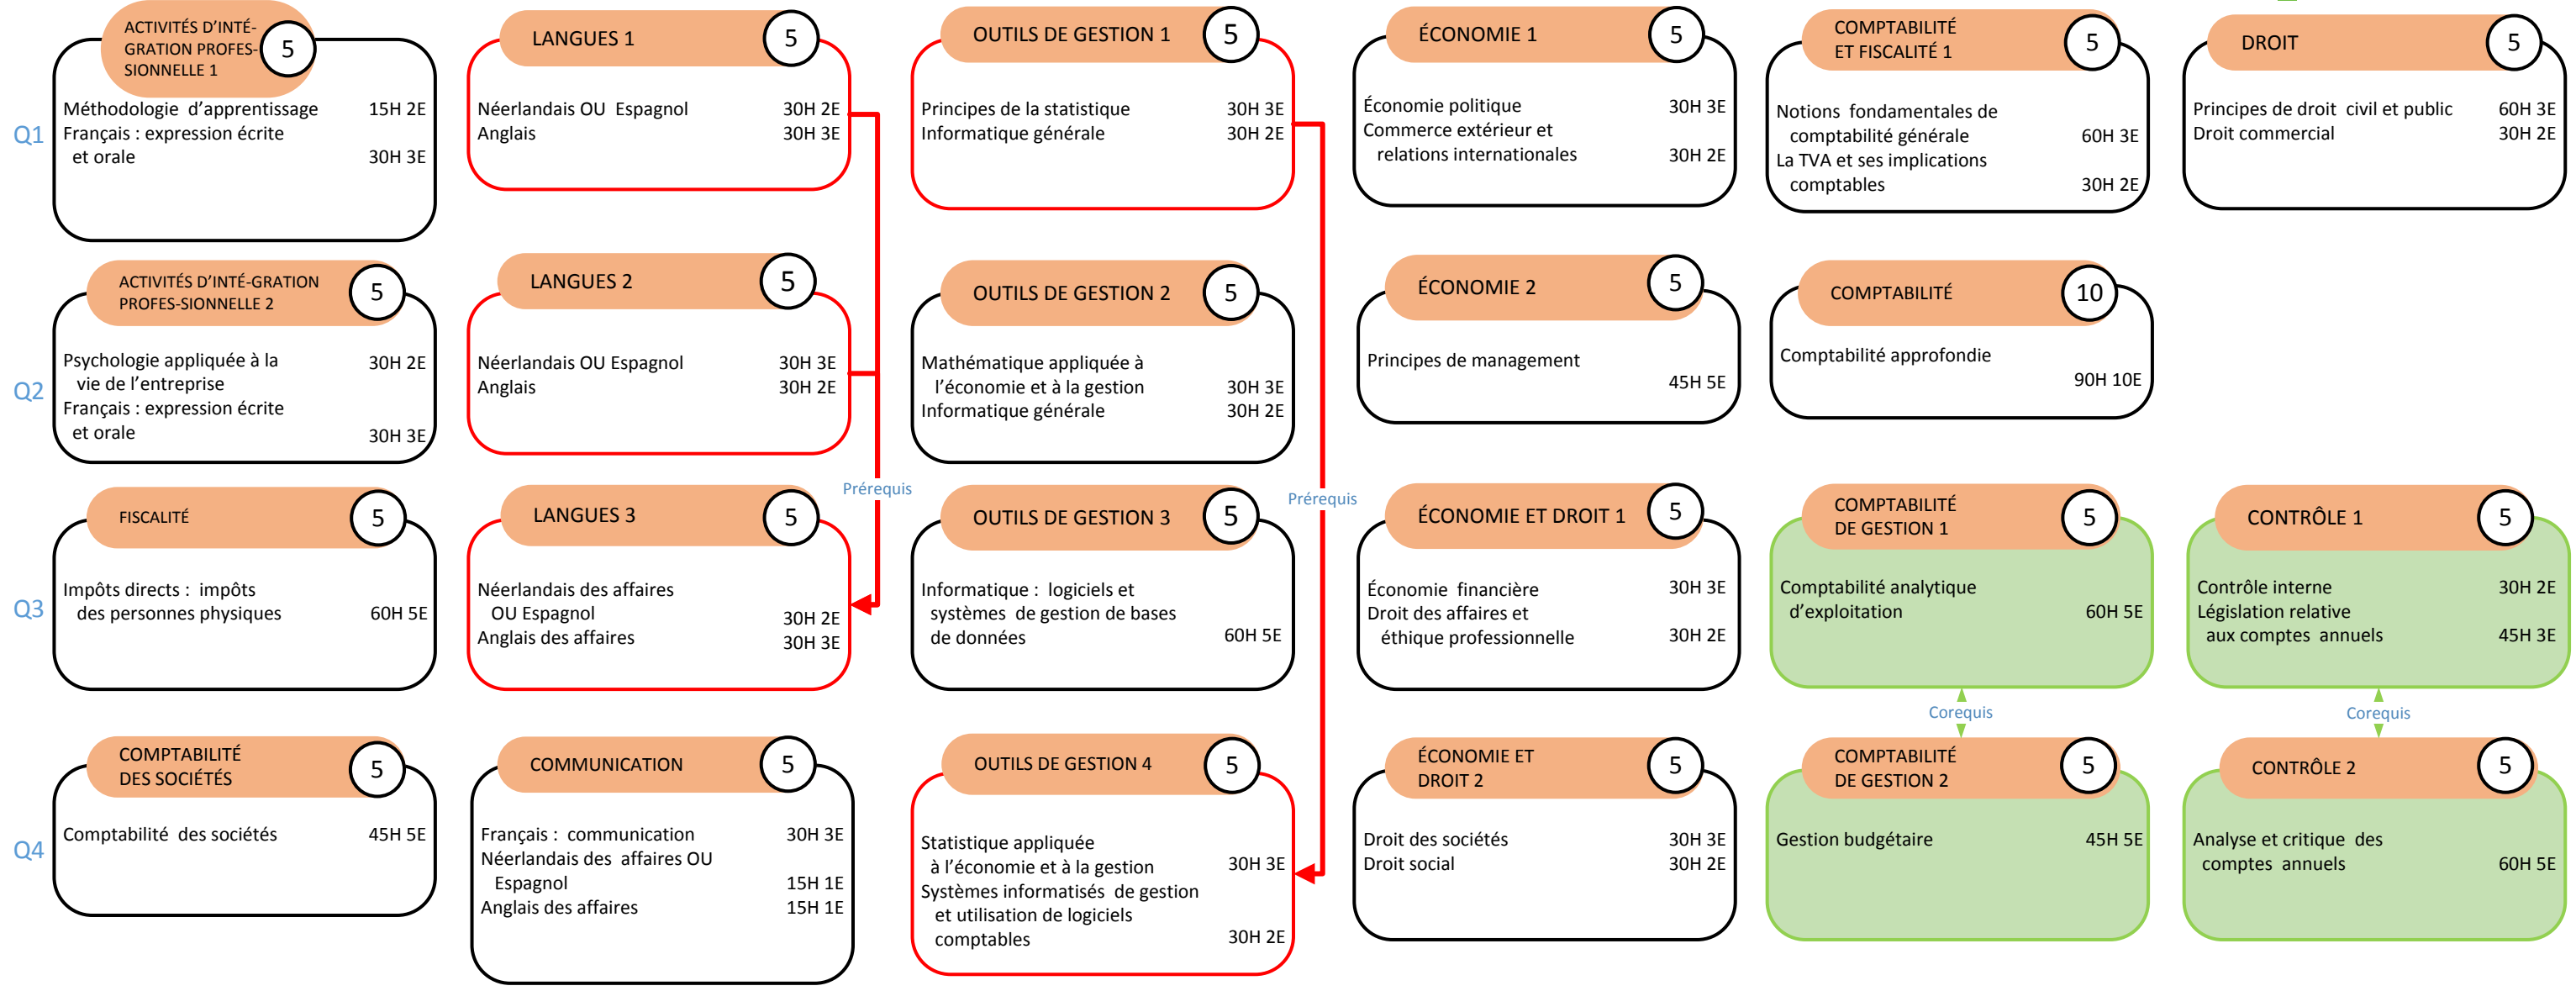 Q1
ACTIVITÉS D’INTÉ-
GRATION PROFES-
SIONNELLE 1
5
Méthodologie d’apprentissage 15H 2E
Français : expression écrite
et orale 30H 3E
LANGUES 1
5
Néerlandais OU Espagnol 30H 2E
Anglais 30H 3E
OUTILS DE GESTION 1
5
Principes de la statistique 30H 3E
Informatique générale 30H 2E
ÉCONOMIE 1
5
Économie politique 30H 3E
Commerce extérieur et
relations internationales 30H 2E
COMPTABILITÉ
ET FISCALITÉ 1
5
Notions fondamentales de
comptabilité générale 60H 3E
La TVA et ses implications
comptables 30H 2E
DROIT
5
Principes de droit civil et public 60H 3E
Droit commercial 30H 2E
Q2
ACTIVITÉS D’INTÉ-GRATION
PROFES-SIONNELLE 2
5
Psychologie appliquée à la 30H 2E
vie de l’entreprise
Français : expression écrite
et orale 30H 3E
LANGUES 2
5
Néerlandais OU Espagnol 30H 3E
Anglais 30H 2E
OUTILS DE GESTION 2
5
Mathématique appliquée à
l’économie et à la gestion 30H 3E
Informatique générale 30H 2E
ÉCONOMIE 2
5
Principes de management
45H 5E
COMPTABILITÉ
10
Comptabilité approfondie
90H 10E
Prérequis
Prérequis
Q3
FISCALITÉ
5
Impôts directs : impôts
des personnes physiques 60H 5E
LANGUES 3
5
Néerlandais des affaires
OU Espagnol 30H 2E
Anglais des affaires 30H 3E
OUTILS DE GESTION 3
5
Informatique : logiciels et
systèmes de gestion de bases
de données 60H 5E
ÉCONOMIE ET DROIT 1
5
Économie financière 30H 3E
Droit des affaires et
éthique professionnelle 30H 2E
COMPTABILITÉ
DE GESTION 1
5
Comptabilité analytique
d’exploitation 60H 5E
CONTRÔLE 1
5
Contrôle interne 30H 2E
Législation relative
aux comptes annuels 45H 3E
Corequis
Corequis
Q4
COMPTABILITÉ
DES SOCIÉTÉS
5
Comptabilité des sociétés 45H 5E
COMMUNICATION
5
Français : communication 30H 3E
Néerlandais des affaires OU
Espagnol 15H 1E
Anglais des affaires 15H 1E
OUTILS DE GESTION 4
5
Statistique appliquée
à l’économie et à la gestion 30H 3E
Systèmes informatisés de gestion
et utilisation de logiciels
comptables 30H 2E
ÉCONOMIE ET
DROIT 2
5
Droit des sociétés 30H 3E
Droit social 30H 2E
COMPTABILITÉ
DE GESTION 2
5
Gestion budgétaire 45H 5E
CONTRÔLE 2
5
Analyse et critique des
comptes annuels 60H 5E